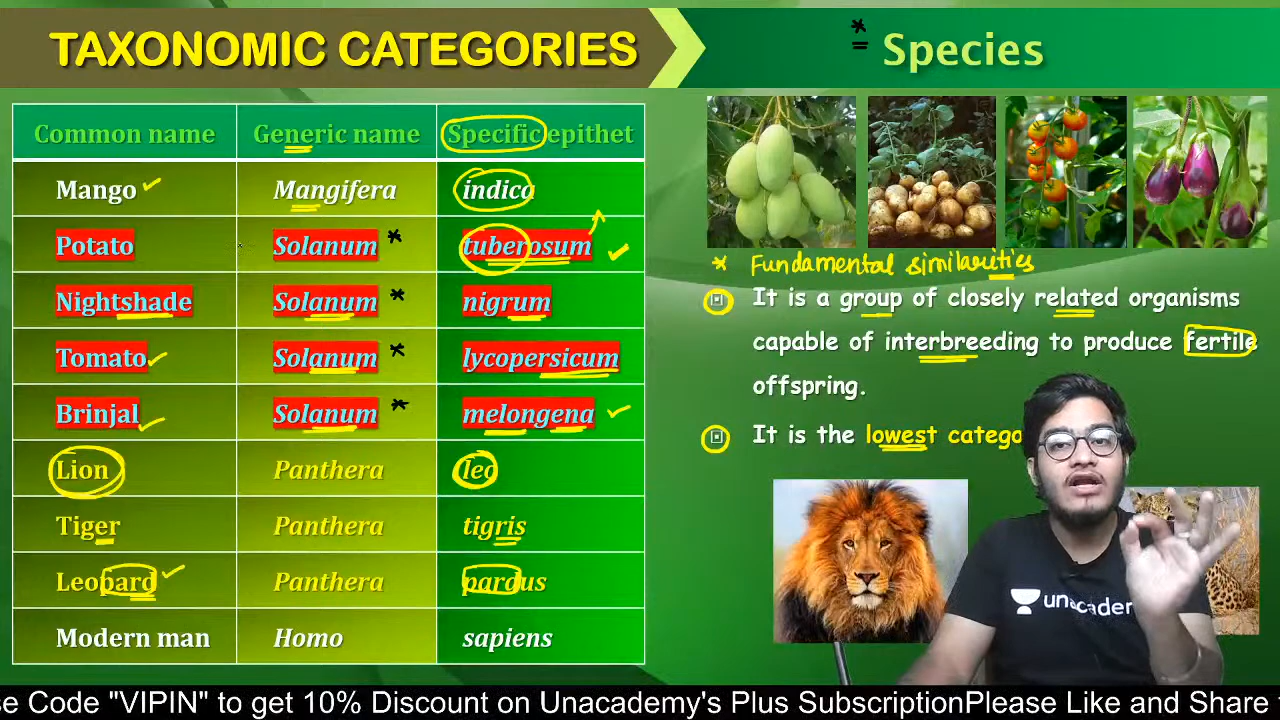 TAXONOMIC CATEGORIES
* = Species
Common name Generic name Specific epithet
Mango Mangifera indica
Potato Solanum * tuberosum
Nightshade Solanum * nigrum
Tomato Solanum * lycopersicum
Brinjal Solanum * melongena
Lion Panthera leo
Tiger Panthera tigris
Leopard Panthera pardus
Modern man Homo sapiens
* Fundamental similarities
It is a group of closely related organisms
capable of interbreeding to produce fertile
offspring.
It is the lowest
unacadem
Code "VIPIN" to get 10% Discount on Unacademy's Plus SubscriptionPlease Like and Share